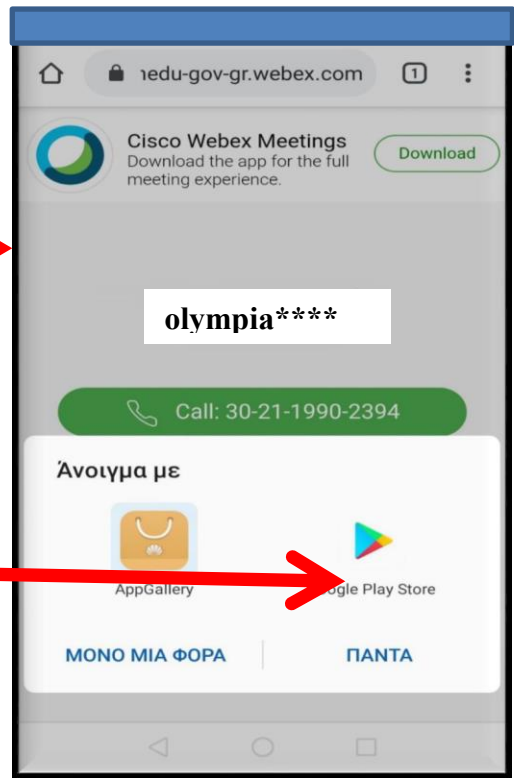 nedu-gov-gr.webex.com 1
Cisco Webex Meetings
Download the app for the full
meeting experience.
Download
olympia****
Call: 30-21-1990-2394
Άνοιγμα με
AppGallery
ogle Play Store
ΜΟΝΟ ΜΙΑ ΦΟΡΑ
ΠΑΝΤΑ